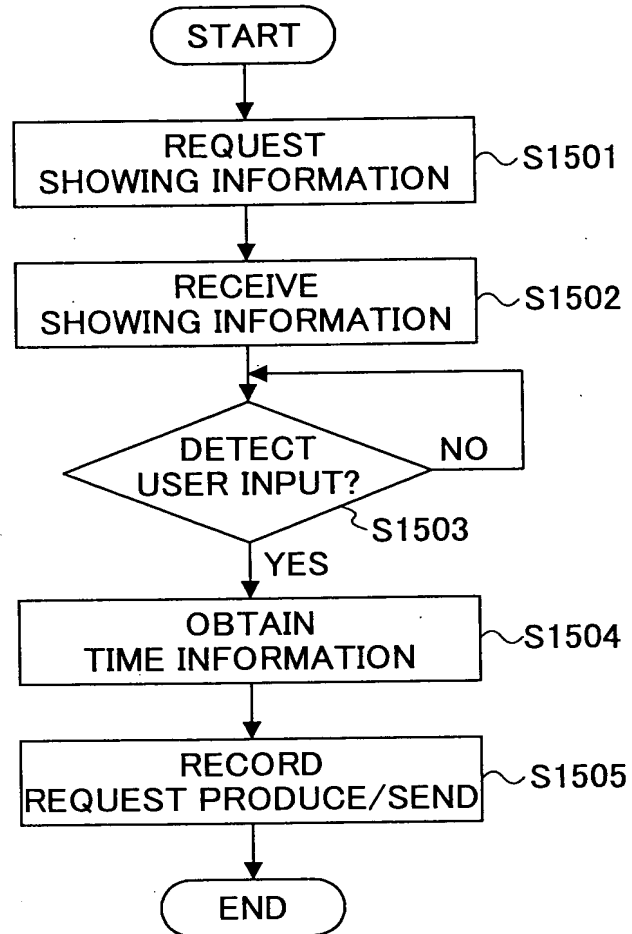 START
REQUEST
SHOWING INFORMATION
S1501
RECEIVE
SHOWING INFORMATION
S1502
DETECT
USER INPUT?
NO
S1503
YES
OBTAIN
TIME INFORMATION
S1504
RECORD
REQUEST PRODUCE/SEND
S1505
END